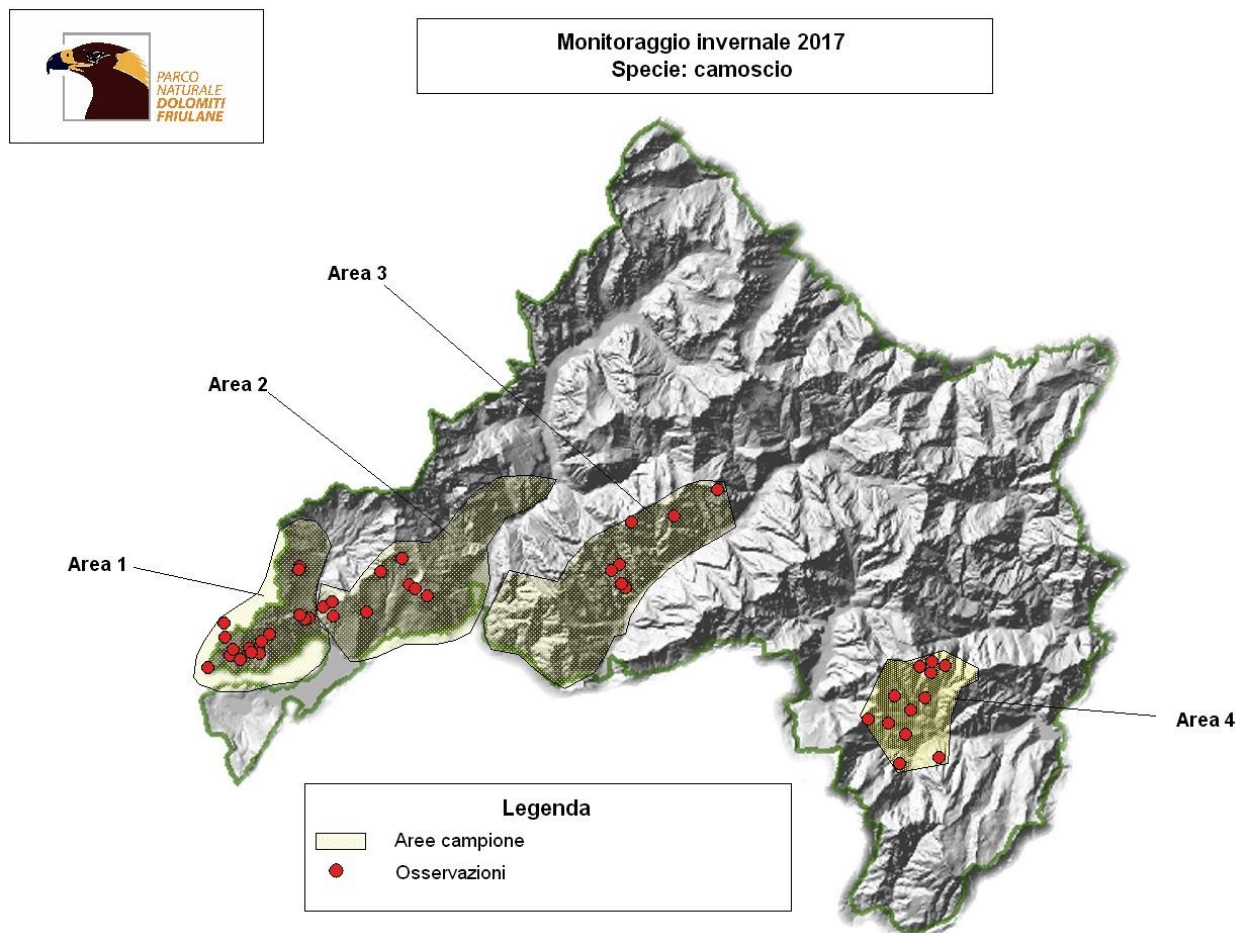 PARCO
NATURALE
DOLOMITI
FRIULANE
Monitoraggio invernale 2017
Specie: camoscio
Area 3
Area 2
Area 1
Area 4
Legenda
Aree campione
Osservazioni